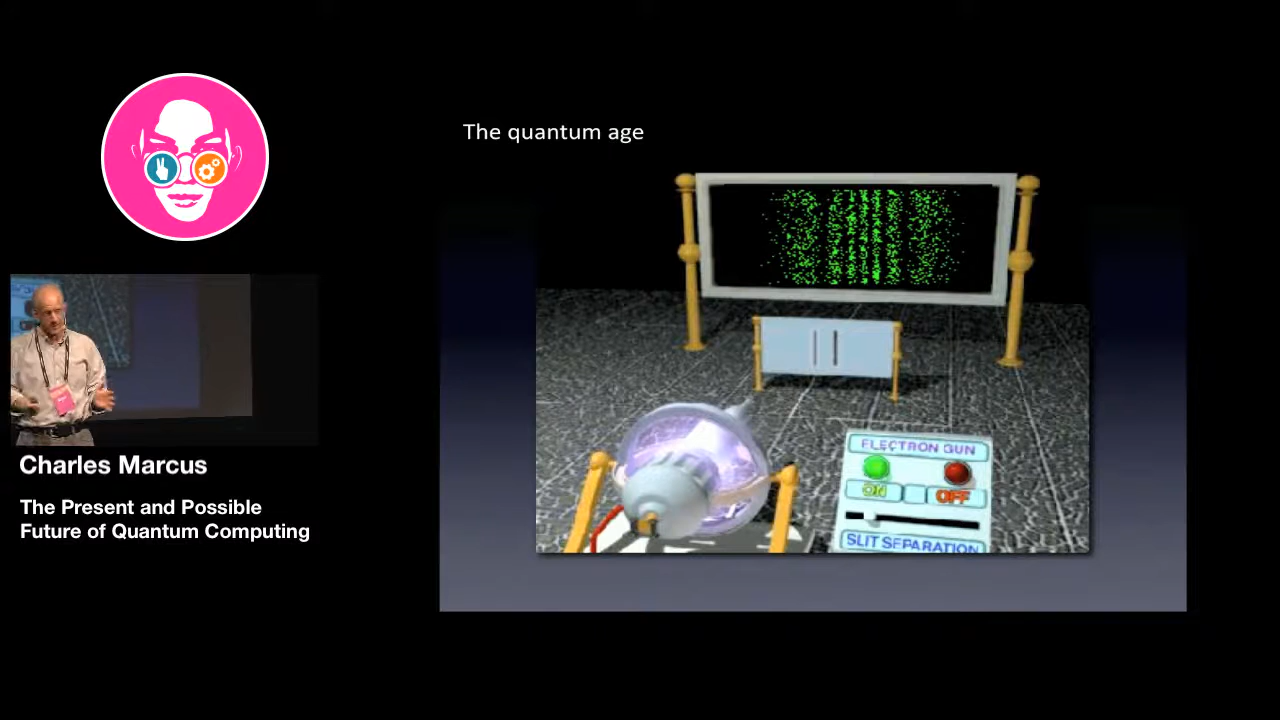 The quantum age
ELECTRON GUN
ON
OFF
SLIT SEPARATION
Charles Marcus
The Present and Possible
Future of Quantum Computing